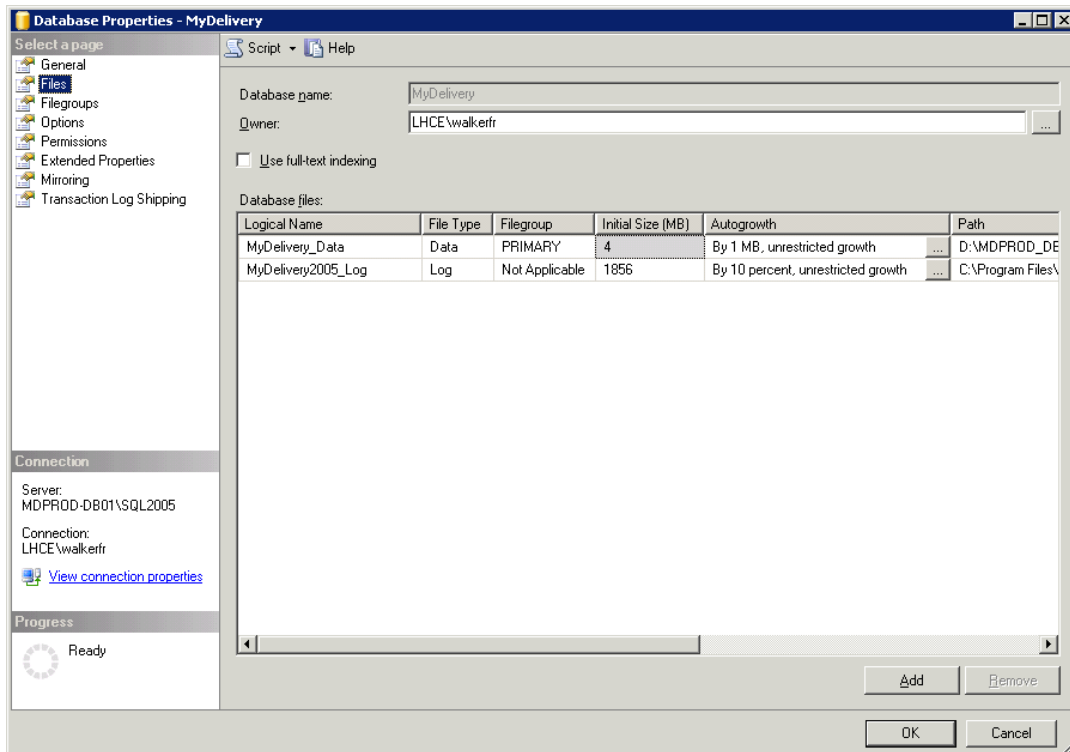 Database Properties - MyDelivery
Select a page
General
Files
Filegroups
Options
Permissions
Extended Properties
Mirroring
Transaction Log Shipping
Connection
Server:
MDPROD-DB01\SQL2005
Connection:
LHCE\walkerfr
View connection properties
Progress
Ready
Script Help
Database name: MyDelivery
Owner: LHCE\walkerfr ...
Use full-text indexing
Database files:
Logical Name File Type Filegroup Initial Size (MB) Autogrowth Path
MyDelivery_Data Data PRIMARY 4 By 1 MB, unrestricted growth ... D:\MDPROD_DE
MyDelivery2005_Log Log Not Applicable 1856 By 10 percent, unrestricted growth ... C:\Program Files\
Add Remove
OK Cancel